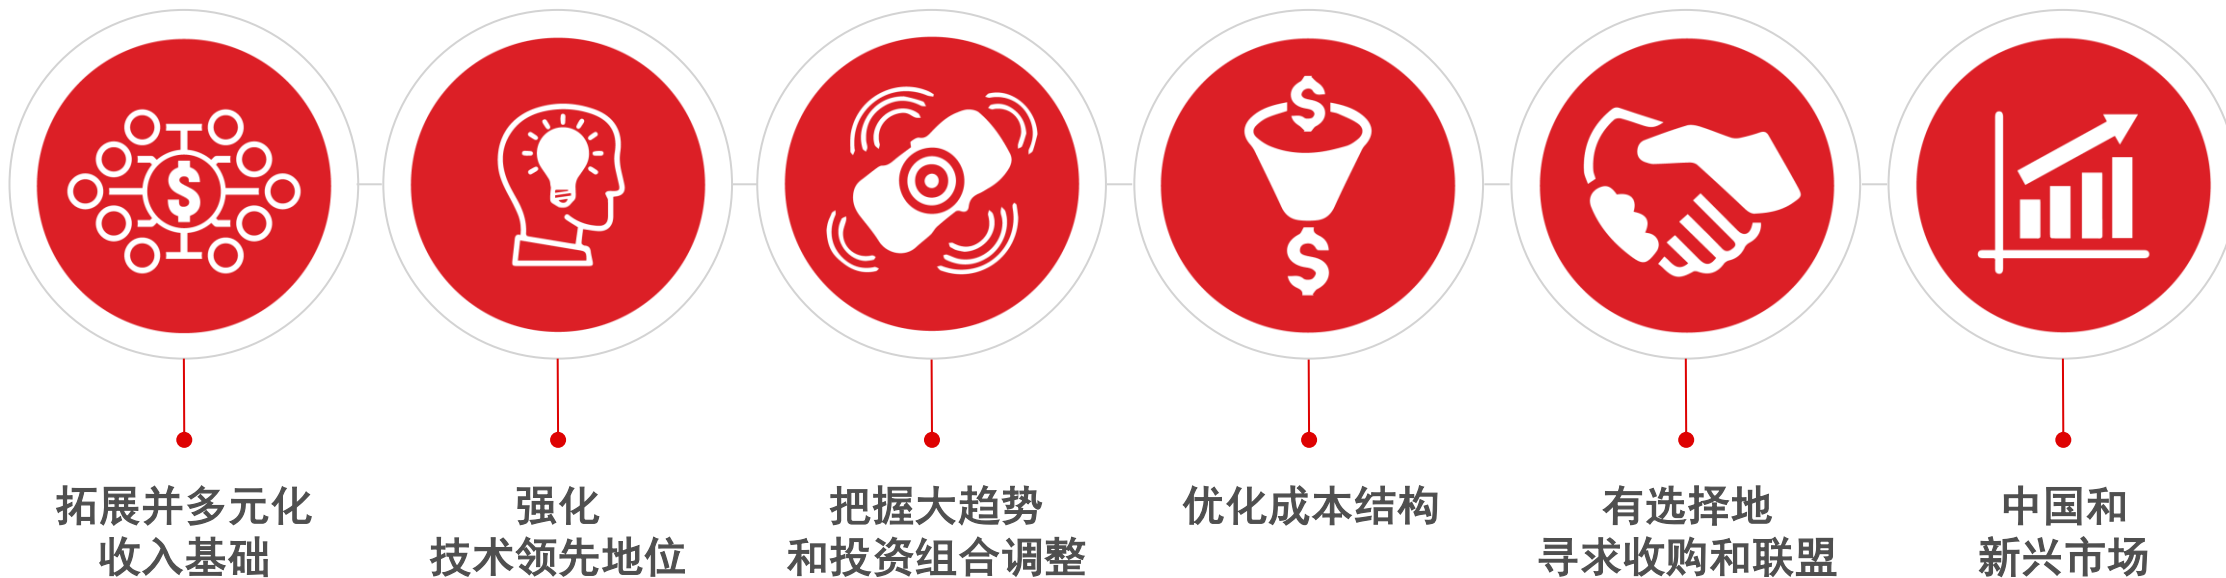 拓展并多元化
收入基础
强化
技术领先地位
把握大趋势
和投资组合调整
优化成本结构
有选择地
寻求收购和联盟
中国和
新兴市场